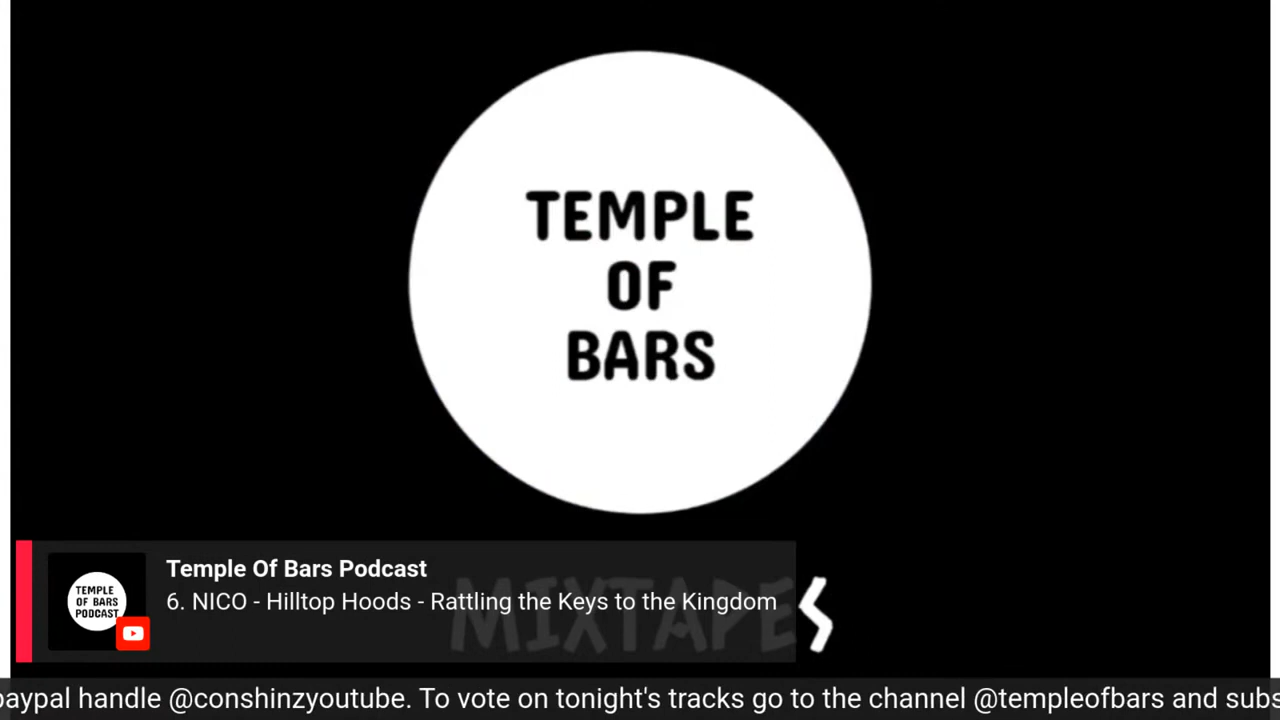 TEMPLE
OF
BARS
TEMPLE
OF BARS
PODCAST
Temple Of Bars Podcast
6. NICO - Hilltop Hoods - Rattling the Keys to the Kingdom
MIXTAPES
paypal handle @conshinzyoutube. To vote on tonight's tracks go to the channel @templeofbars and subs